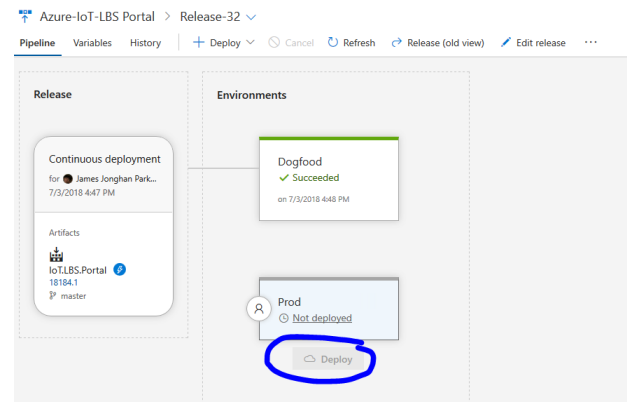 Azure-IoT-LBS Portal > Release-32
Pipeline Variables History + Deploy Cancel Refresh Release (old view) Edit release ...
Release
Environments
Continuous deployment
for James Jonghan Park...
7/3/2018 4:47 PM
Artifacts
IoT.LBS.Portal
18184.1
master
Dogfood
Succeeded
on 7/3/2018 4:48 PM
Prod
Not deployed
Deploy